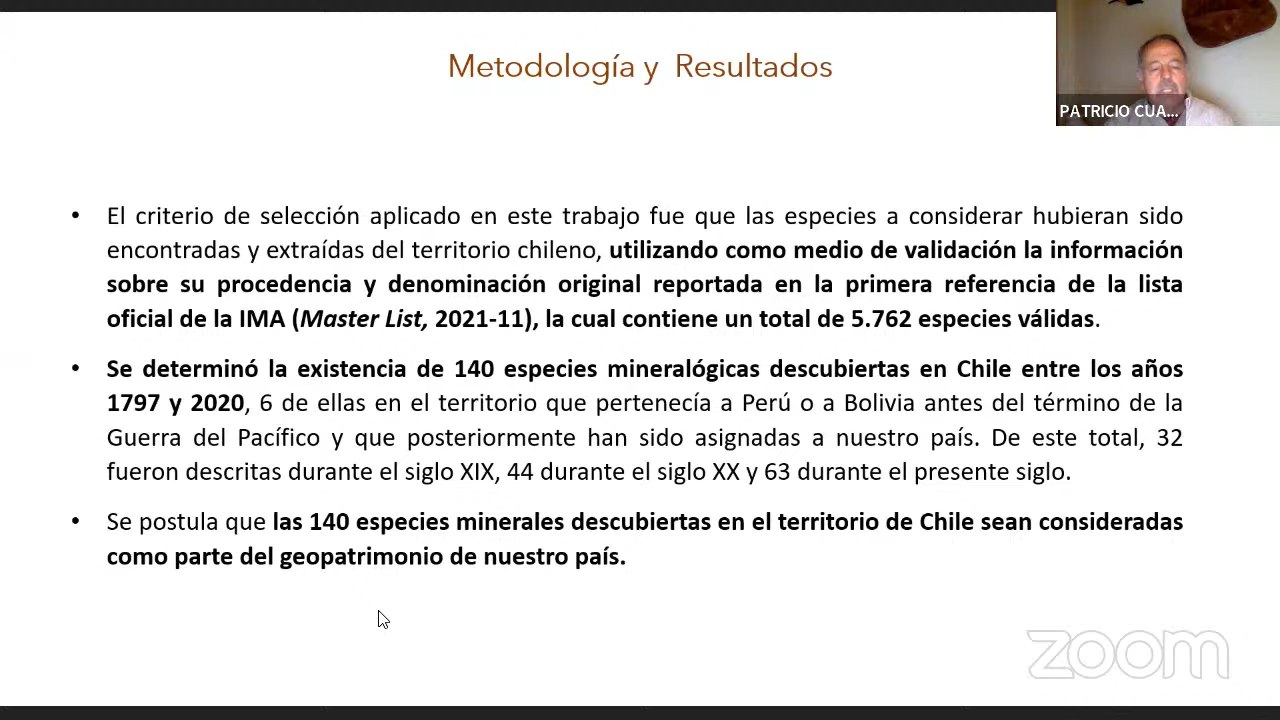 Metodología y Resultados
PATRICIO CUA...
• El criterio de selección aplicado en este trabajo fue que las especies a considerar hubieran sido
encontradas y extraídas del territorio chileno, utilizando como medio de validación la información
sobre su procedencia y denominación original reportada en la primera referencia de la lista
oficial de la IMA (Master List, 2021-11), la cual contiene un total de 5.762 especies válidas.
• Se determinó la existencia de 140 especies mineralógicas descubiertas en Chile entre los años
1797 y 2020, 6 de ellas en el territorio que pertenecía a Perú o a Bolivia antes del término de la
Guerra del Pacífico y que posteriormente han sido asignadas a nuestro país. De este total, 32
fueron descritas durante el siglo XIX, 44 durante el siglo XX y 63 durante el presente siglo.
• Se postula que las 140 especies minerales descubiertas en el territorio de Chile sean consideradas
como parte del geopatrimonio de nuestro país.
zoom